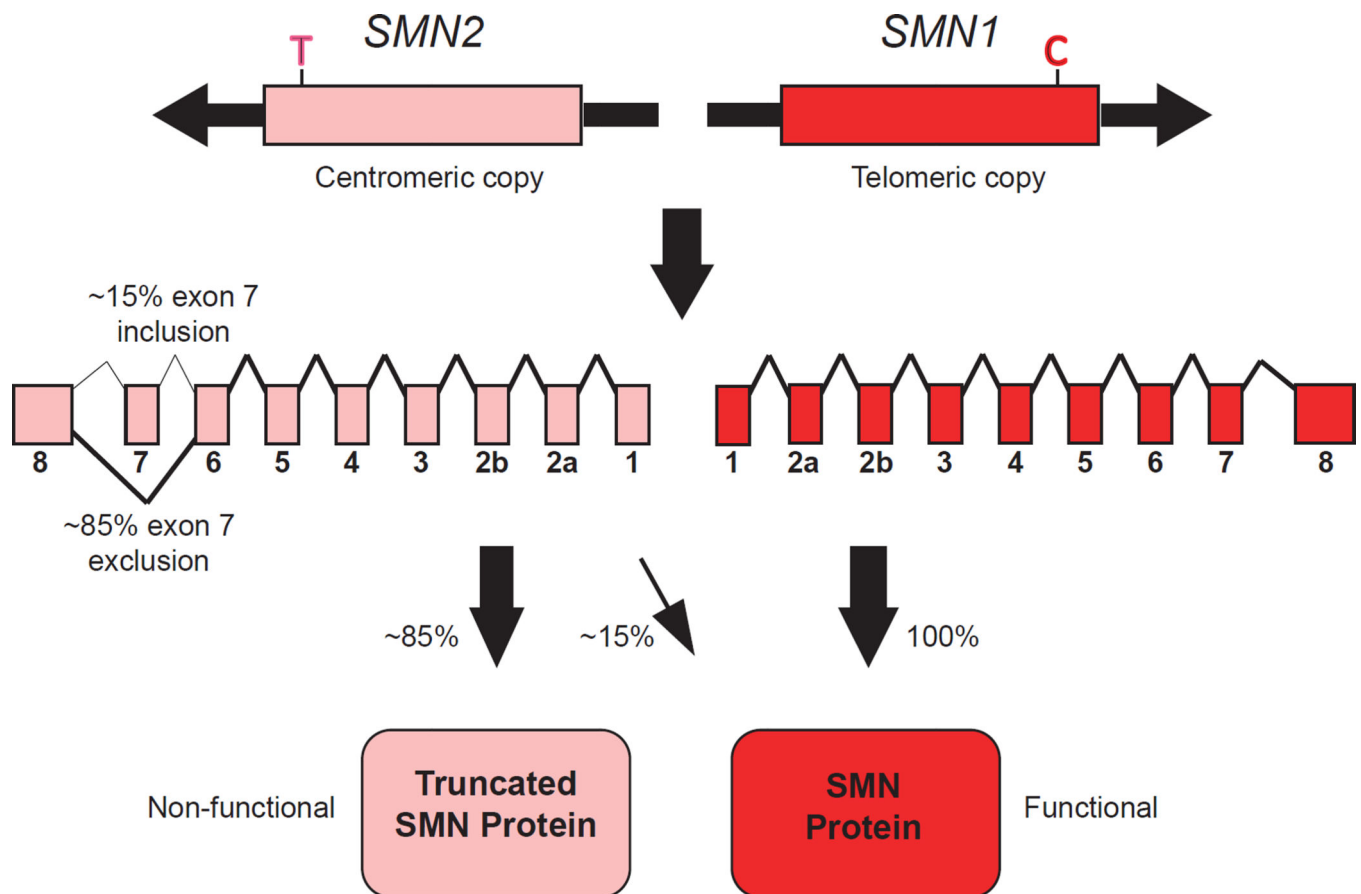 SMN2
SMN1
T
C
Centromeric copy
Telomeric copy
~15% exon 7
inclusion
8 7 6 5 4 3 2b 2a 1
1 2a 2b 3 4 5 6 7 8
~85% exon 7
exclusion
~85%
~15%
100%
Non-functional
Truncated
SMN Protein
SMN
Protein
Functional